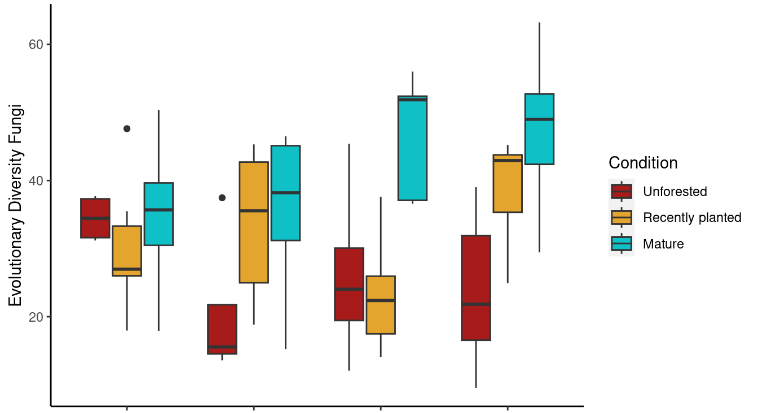 Evolutionary Diversity Fungi
60
40
20
Condition
Unforested
Recently planted
Mature